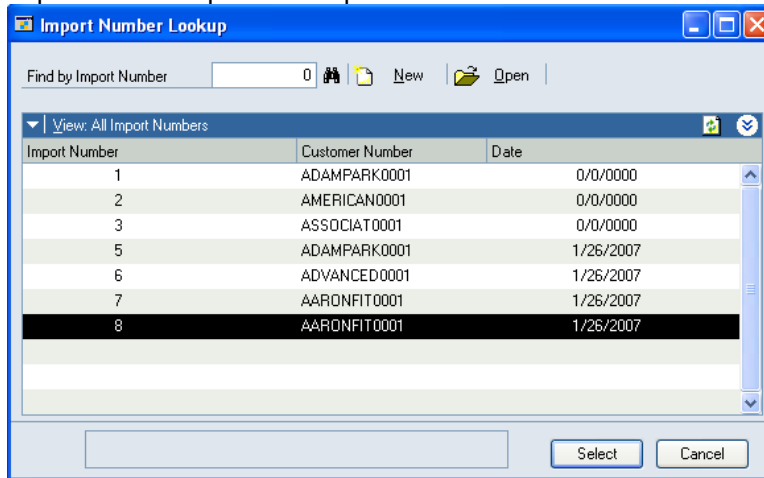 Import Number Lookup
Find by Import Number 0 New Open
View: All Import Numbers
Import Number Customer Number Date
1 ADAMPARK0001 0/0/0000
2 AMERICAN0001 0/0/0000
3 ASSOCIAT0001 0/0/0000
5 ADAMPARK0001 1/26/2007
6 ADVANCED0001 1/26/2007
7 AARONFIT0001 1/26/2007
8 AARONFIT0001 1/26/2007
Select Cancel